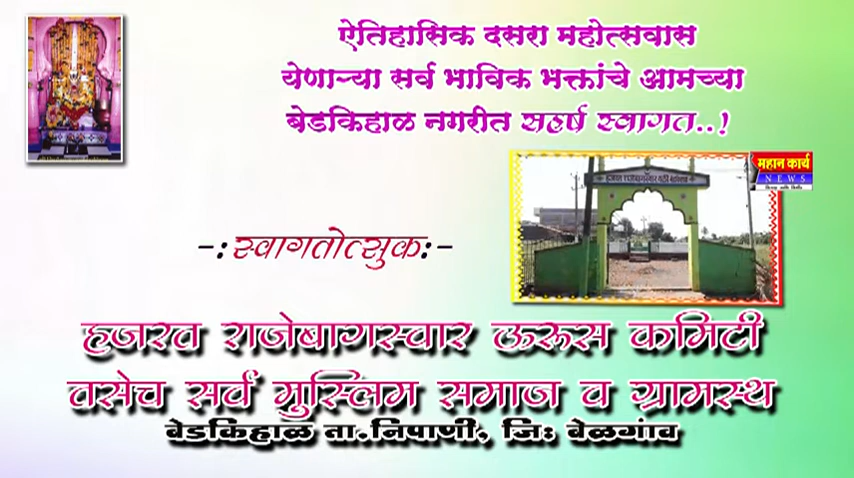 ऐतिहासिक दसरा महोत्सवास
येणाऱ्या सर्व भाविक भक्तांचे आमच्या
बेडकिहाळ नगरीत सहर्ष स्वागत..!
महान कार्य
NEWS
-:स्वागतोत्सुक:-
हजरत राजेबागस्वार ऊरूस कमिटी
तसेच सर्व मुस्लिम समाज व ग्रामस्थ
बेडकिहाळ ता.निपाणी, जि: बेळगांव